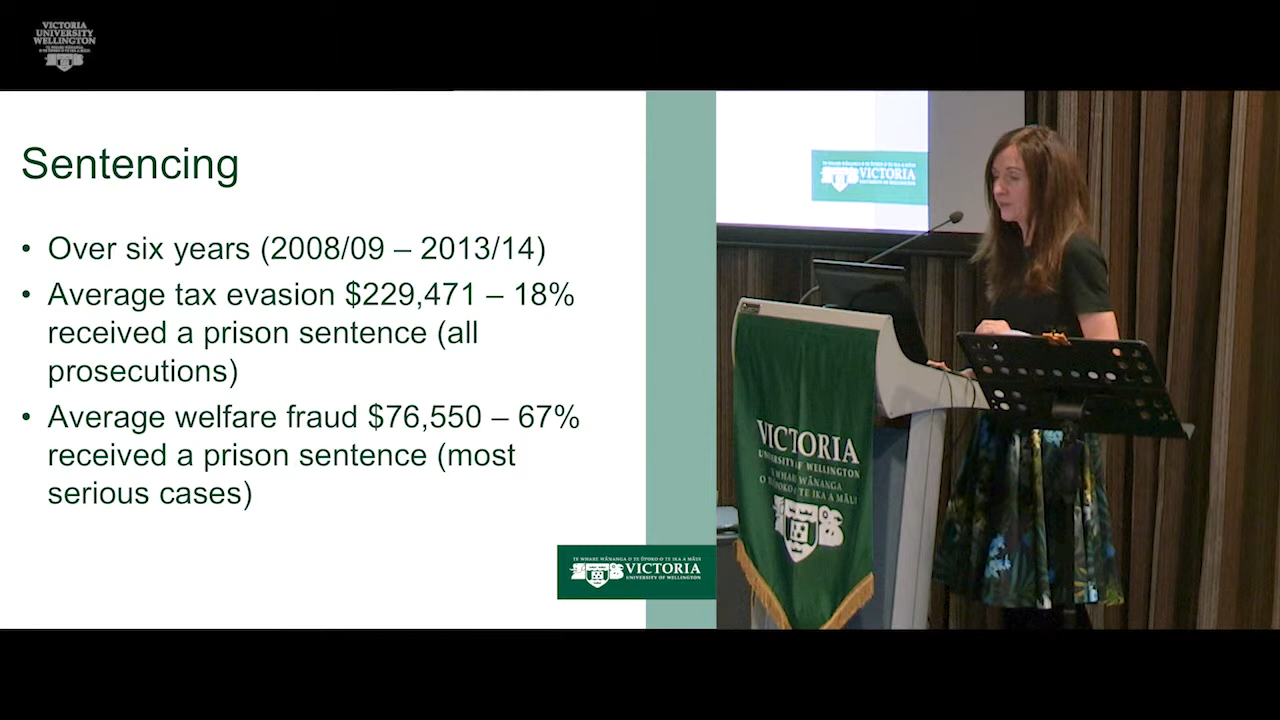 VICTORIA
UNIVERSITY
WELLINGTON
Sentencing
• Over six years (2008/09 – 2013/14)
• Average tax evasion $229,471 – 18%
received a prison sentence (all
prosecutions)
• Average welfare fraud $76,550 – 67%
received a prison sentence (most
serious cases)
TE WHARE WĀNANGA O TE ŪPOKO O TE IKA A MĀUI
VICTORIA
UNIVERSITY OF WELLINGTON
VICTORIA
UNIVERSITY OF WELLINGTON
VICTORIA
UNIVERSITY OF WELLINGTON
TE WHARE WĀNANGA
O TE ŪPOKO O TE IKA A MĀUI